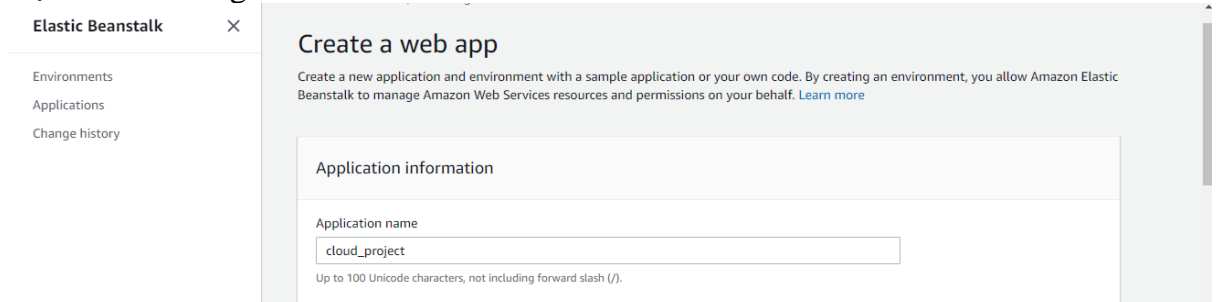 Elastic Beanstalk
Environments
Applications
Change history
Create a web app
Create a new application and environment with a sample application or your own code. By creating an environment, you allow Amazon Elastic
Beanstalk to manage Amazon Web Services resources and permissions on your behalf. Learn more
Application information
Application name
cloud_project
Up to 100 Unicode characters, not including forward slash (/).